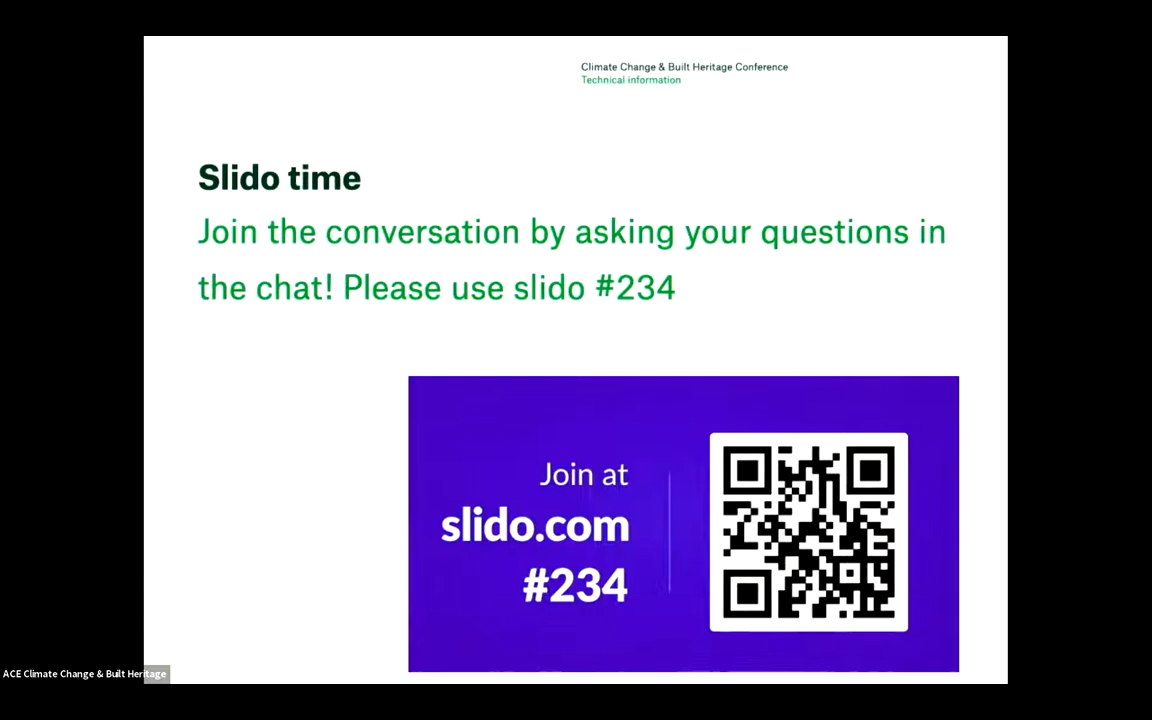 Climate Change & Built Heritage Conference
Technical information
Slido time
Join the conversation by asking your questions in
the chat! Please use slido #234
Join at
slido.com
#234
ACE Climate Change & Built Heritage